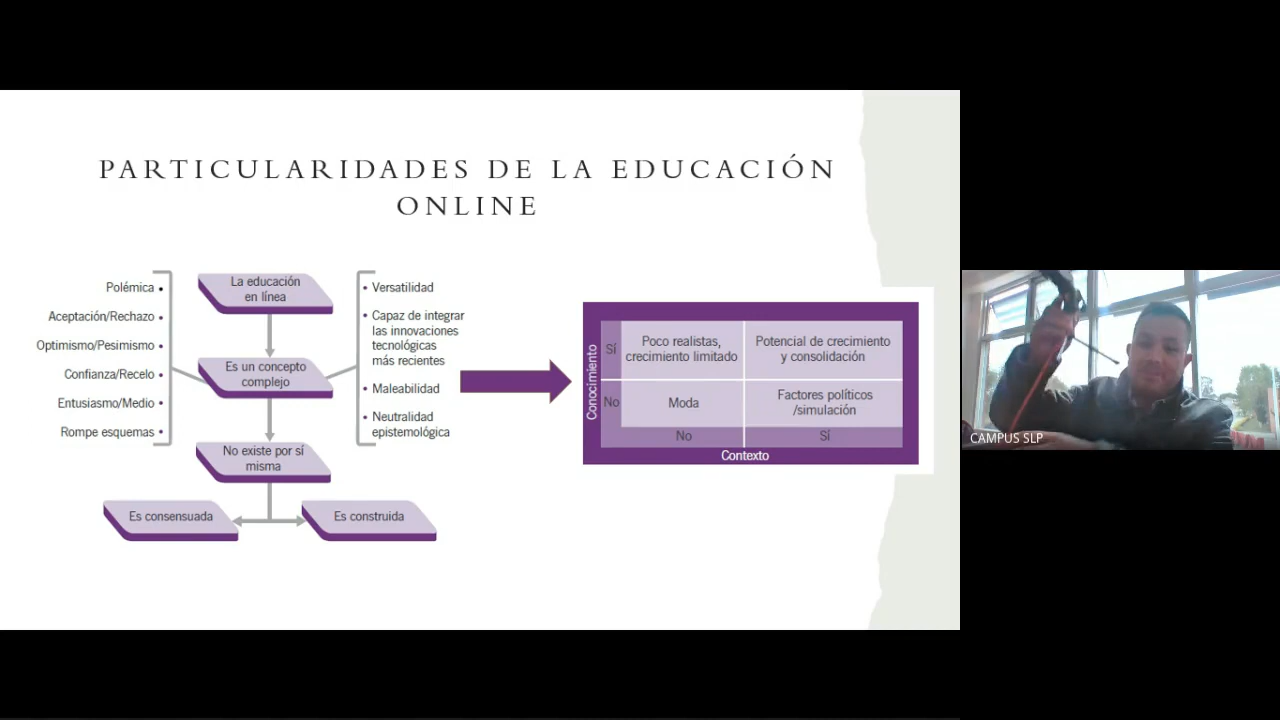 PARTICULARIDADES DE LA EDUCACIÓN
ONLINE
Polémica •
Aceptación/Rechazo •
Optimismo/Pesimismo •
Confianza/Recelo •
Entusiasmo/Medio •
Rompe esquemas •
La educación
en línea
Es un concepto
complejo
No existe por sí
misma
Es consensuada
Es construida
• Versatilidad
• Capaz de integrar
las innovaciones
tecnológicas
más recientes
• Maleabilidad
• Neutralidad
epistemológica
Conocimiento
Sí
Poco realistas,
crecimiento limitado
Potencial de crecimiento
y consolidación
No
Moda
Factores políticos
/simulación
No
Sí
Contexto
CAMPUS SLP